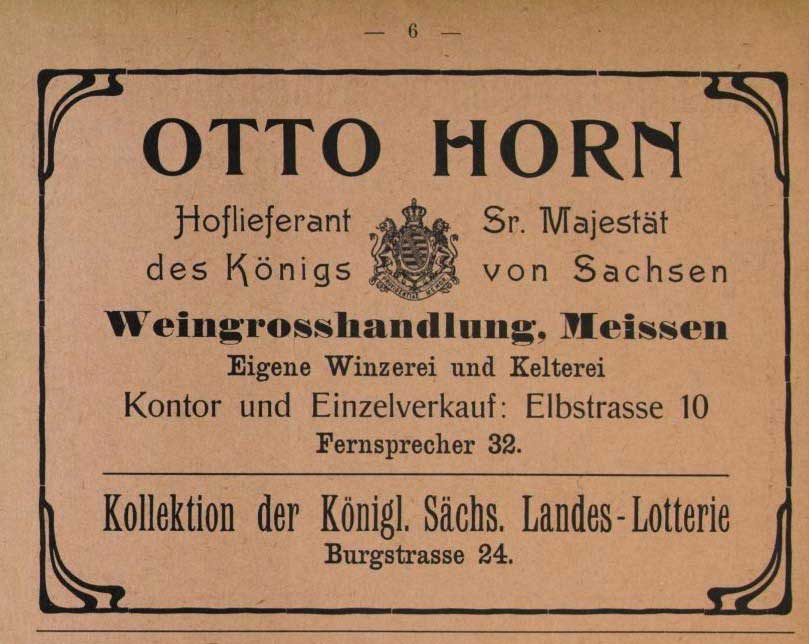 — 6 —
OTTO HORN
Hoflieferant Sr. Majestät
des Königs von Sachsen
Weingrosshandlung, Meissen
Eigene Winzerei und Kelterei
Kontor und Einzelverkauf: Elbstrasse 10
Fernsprecher 32.
Kollektion der Königl. Sächs. Landes-Lotterie
Burgstrasse 24.